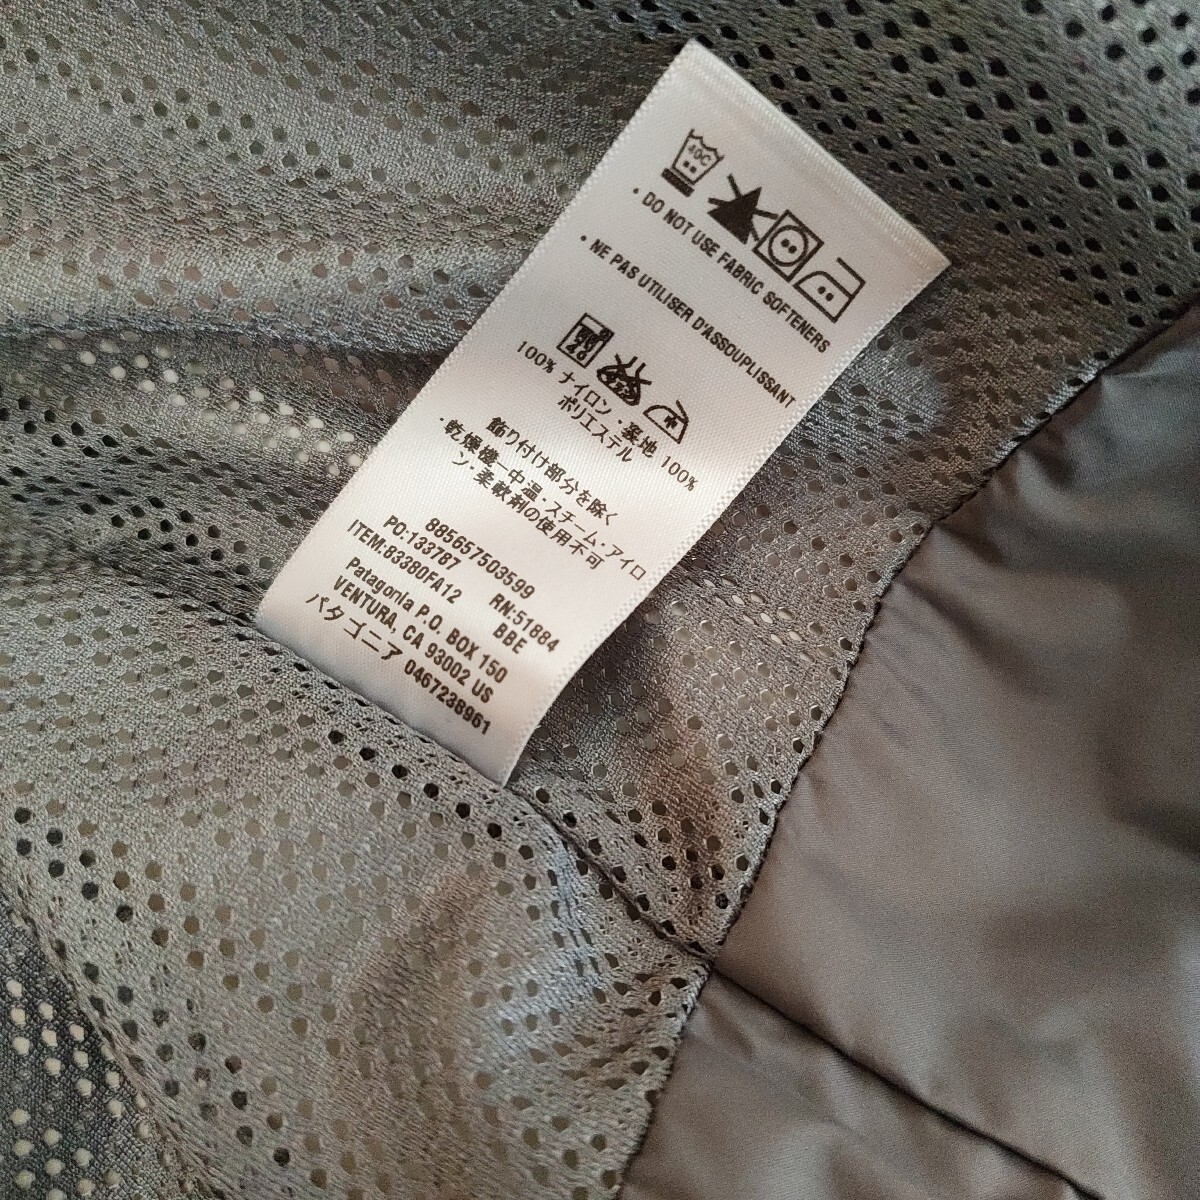 40C
• DO NOT USE FABRIC SOFTENERS
• NE PAS UTILISER D'ASSOUPLISSANT
40
100% ナイロン・裏地 100%
ポリエステル
飾り付け部分を除く
・乾燥機ー中温・スチーム・アイロ
ン・柔軟剤の使用不可
885657503599
PO:133787 RN:51884
ITEM:83380FA12 BBE
Patagonia P.O. BOX 150
VENTURA, CA 93002 US
パタゴニア 0467238961